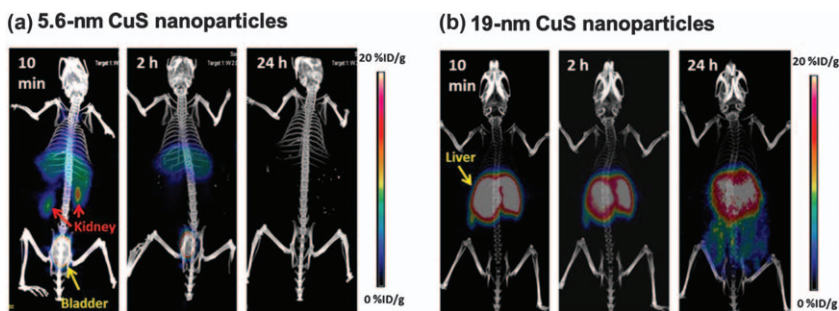 (a) 5.6-nm CuS nanoparticles
10
min
Kidney
Bladder
2 h
24 h
20 %ID/g
0 %ID/g
(b) 19-nm CuS nanoparticles
10
min
Liver
2 h
24 h
20 %ID/g
0 %ID/g